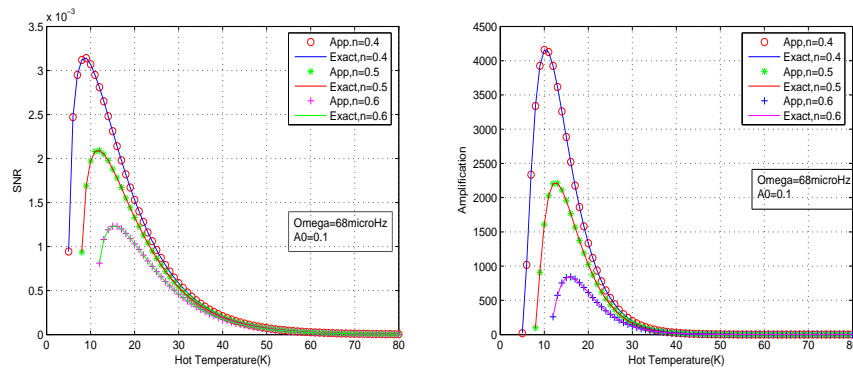 x 10⁻³
3.5
3
2.5
2
1.5
1
0.5
0
0 10 20 30 40 50 60 70 80
SNR
Hot Temperature(K)
App.n=0.4
Exact,n=0.4
App,n=0.5
Exact,n=0.5
App,n=0.6
Exact,n=0.6
Omega=68microHz
A0=0.1
4500
4000
3500
3000
2500
2000
1500
1000
500
0
0 10 20 30 40 50 60 70 80
Amplification
Hot Temperature(K)
App,n=0.4
Exact,n=0.4
App,n=0.5
Exact,n=0.5
App,n=0.6
Exact,n=0.6
Omega=68microHz
A0=0.1